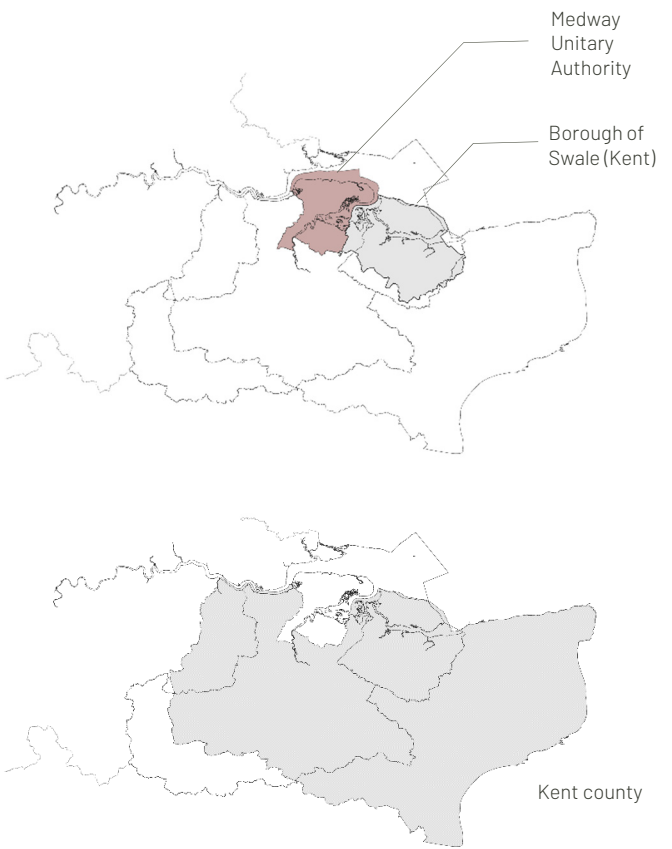 Medway
Unitary
Authority
Borough of
Swale (Kent)
Kent county